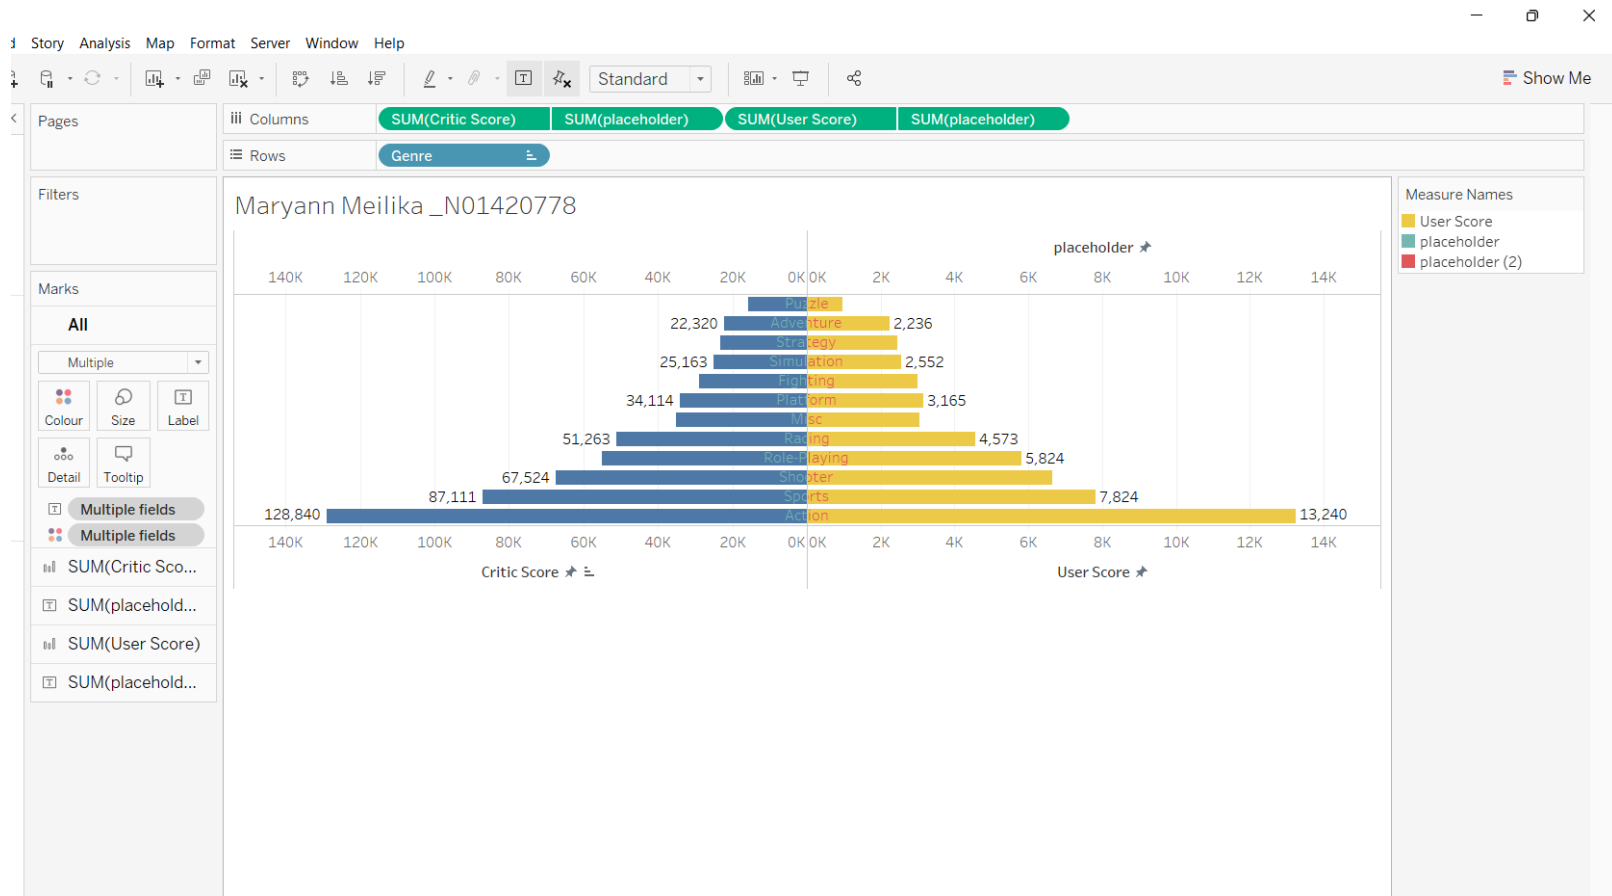 Story Analysis Map Format Server Window Help
Standard
Show Me
Pages
Columns SUM(Critic Score) SUM(placeholder) SUM(User Score) SUM(placeholder)
Rows Genre
Filters
Marks
All
Multiple
Colour Size Label
Detail Tooltip
Multiple fields
Multiple fields
SUM(Critic Sco...
SUM(placehold...
SUM(User Score)
SUM(placehold...
Maryann Meilika _N01420778
placeholder
140K 120K 100K 80K 60K 40K 20K 0K 0K 2K 4K 6K 8K 10K 12K 14K
Puzzle
22,320 Adventure 2,236
Strategy
25,163 Simulation 2,552
Fighting
34,114 Platform 3,165
Misc
51,263 Racing 4,573
Role-Playing 5,824
67,524 Shooter
87,111 Sports 7,824
128,840 Action 13,240
140K 120K 100K 80K 60K 40K 20K 0K 0K 2K 4K 6K 8K 10K 12K 14K
Critic Score User Score
Measure Names
User Score
placeholder
placeholder (2)